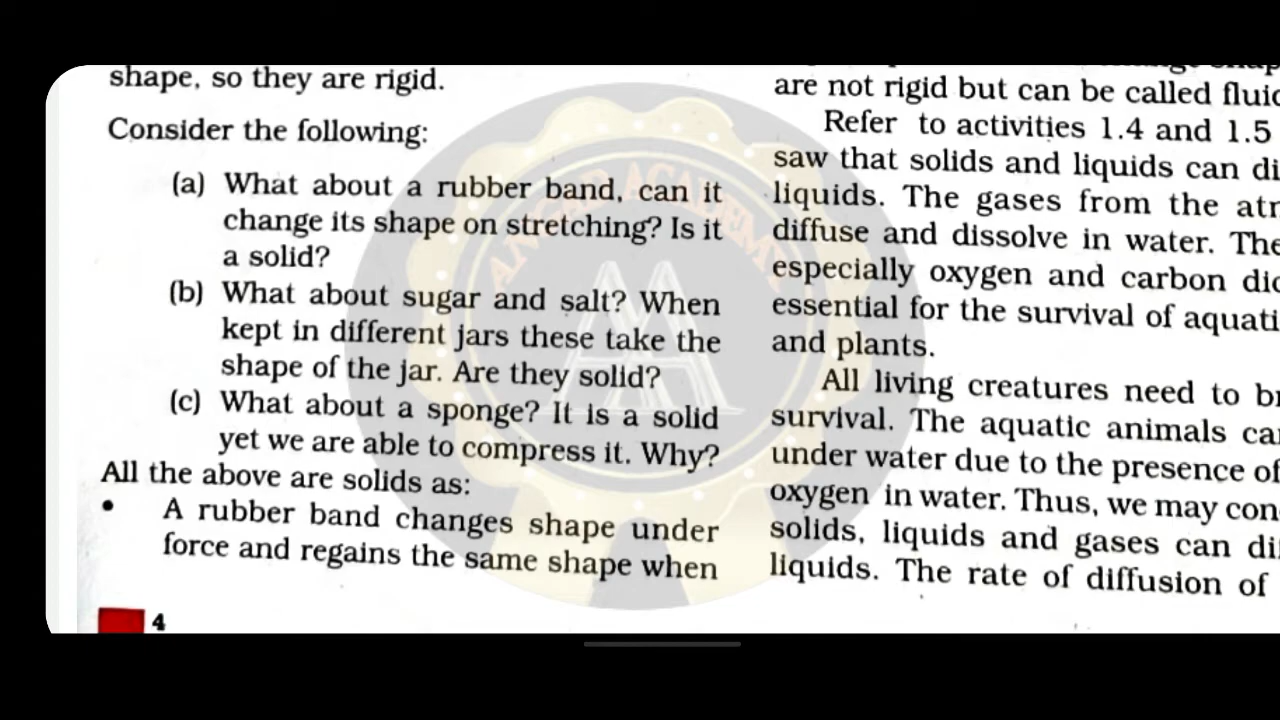 shape, so they are rigid.
Consider the following:
(a) What about a rubber band, can it
change its shape on stretching? Is it
a solid?
(b) What about sugar and salt? When
kept in different jars these take the
shape of the jar. Are they solid?
(c) What about a sponge? It is a solid
yet we are able to compress it. Why?
All the above are solids as:
• A rubber band changes shape under
force and regains the same shape when
4
are not rigid but can be called
Refer to activities 1.4 and 1.5
saw that solids and liquids can
liquids. The gases from the
diffuse and dissolve in water.
especially oxygen and carbon
essential for the survival of
and plants.
All living creatures need to
survival. The aquatic animals
under water due to the presence of
oxygen in water. Thus, we may
solids, liquids and gases can
liquids. The rate of diffusion of
ANGAD ACADEMY
AA